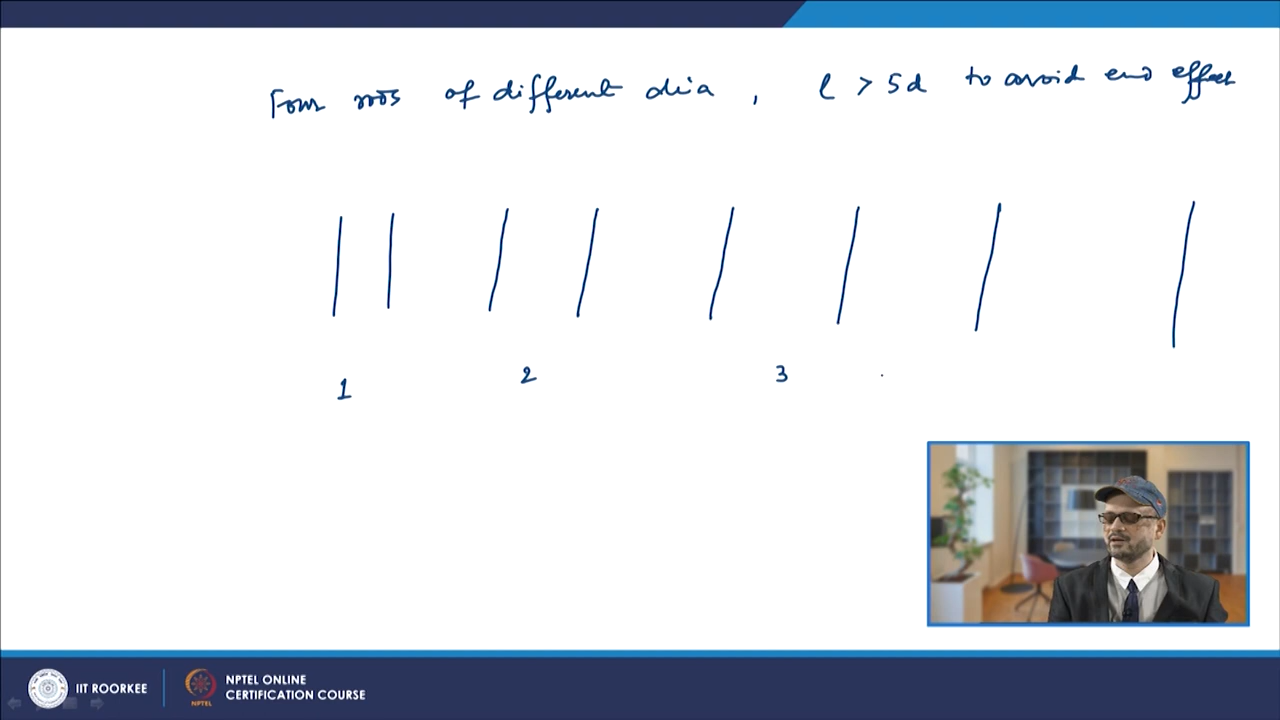 Four rods of different dia , l > 5d to avoid end effect
1 2 3
IIT ROORKEE
NPTEL ONLINE
CERTIFICATION COURSE
NPTEL